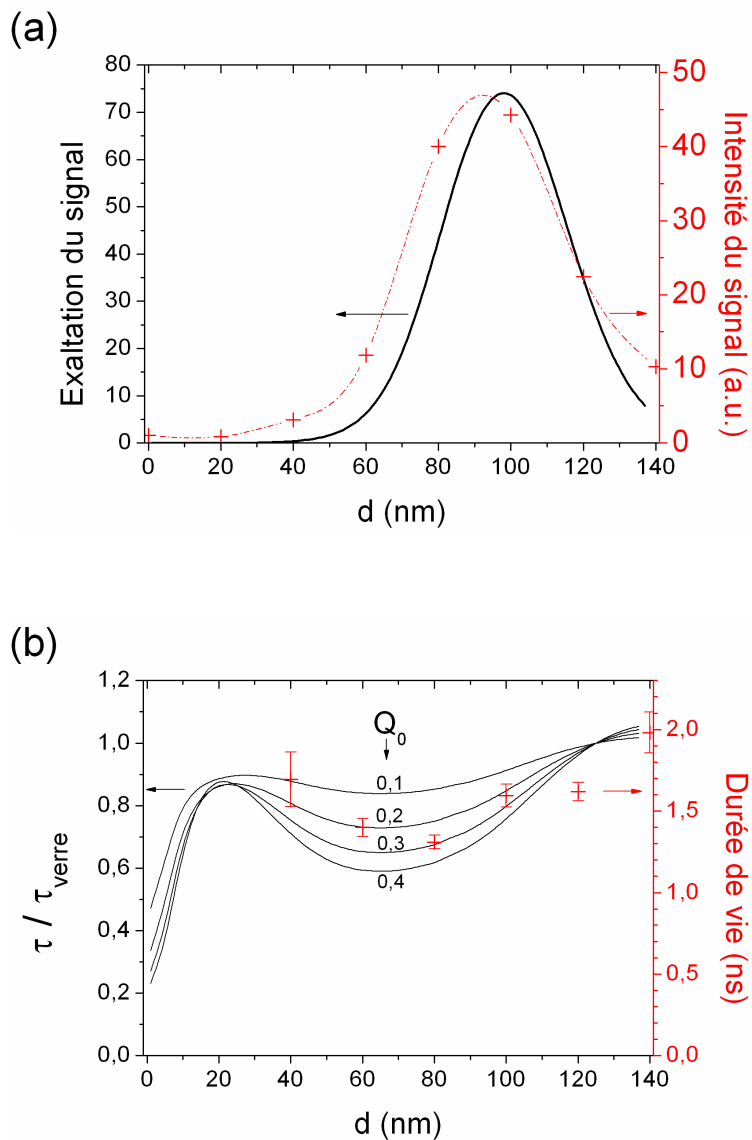 (a)
Exaltation du signal
80
70
60
50
40
30
20
10
0
50
40
30
20
10
0
Intensité du signal (a.u.)
0 20 40 60 80 100 120 140
d (nm)
(b)
τ / τverre
1,2
1,0
0,8
0,6
0,4
0,2
0,0
Q0
0,1
0,2
0,3
0,4
2,0
1,5
1,0
0,5
0,0
Durée de vie (ns)
0 20 40 60 80 100 120 140
d (nm)